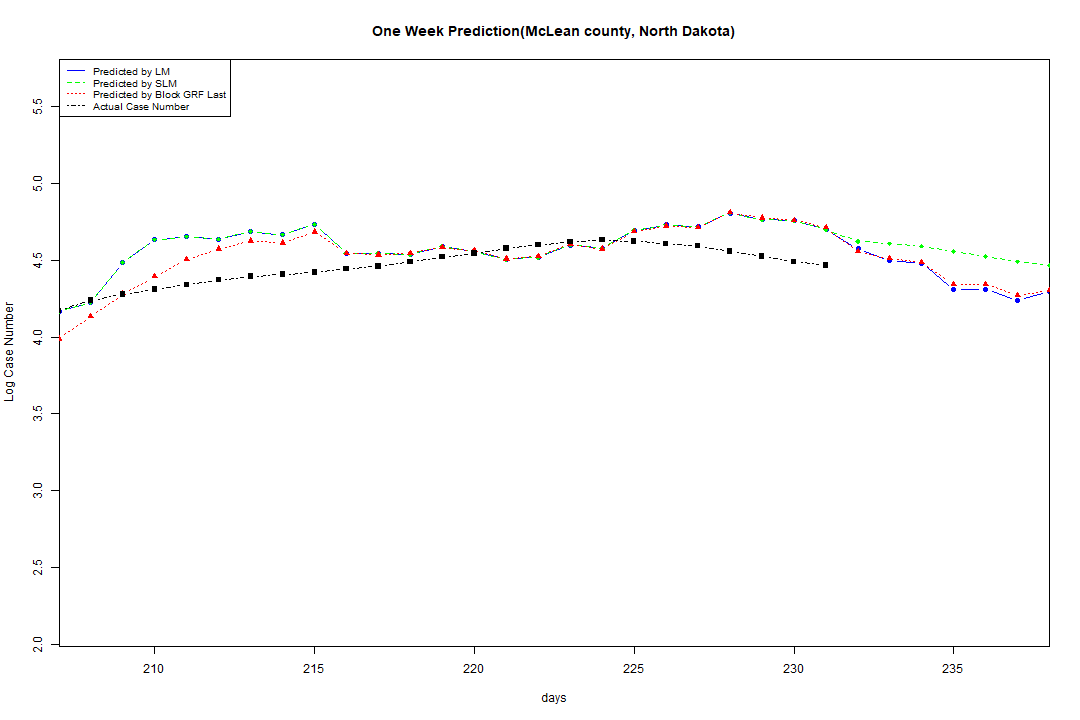 One Week Prediction(McLean county, North Dakota)
Predicted by LM
Predicted by SLM
Predicted by Block GRF Last
Actual Case Number
5.5
5.0
4.5
4.0
3.5
3.0
2.5
2.0
Log Case Number
210 215 220 225 230 235
days